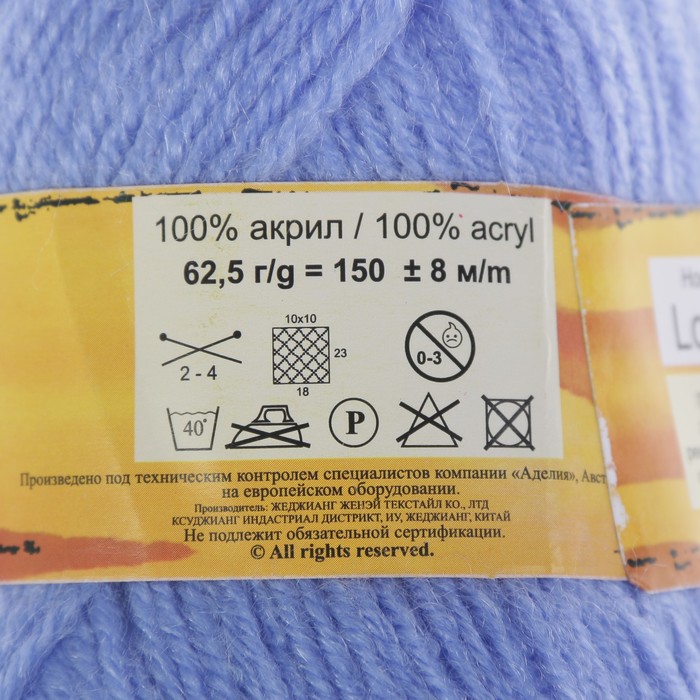 100% акрил / 100% acryl
62,5 г/g = 150 ± 8 м/m
10x10
23
18
2 - 4
0-3
40°
P
Произведено под техническим контролем специалистов компании «Аделия», Авст
на европейском оборудовании.
Производитель: ЖЕДЖИАНГ ЖЕНЭЙ ТЕКСТАЙЛ КО., ЛТД
КСУДЖИАНГ ИНДАСТРИАЛ ДИСТРИКТ, ИУ, ЖЕДЖИАНГ, КИТАЙ
Не подлежит обязательной сертификации.
© All rights reserved.